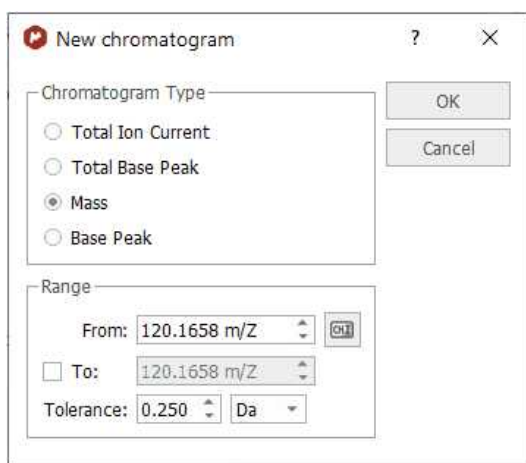 New chromatogram
?
Chromatogram Type
Total Ion Current
Total Base Peak
Mass
Base Peak
OK
Cancel
Range
From: 120.1658 m/Z
To: 120.1658 m/Z
Tolerance: 0.250 Da